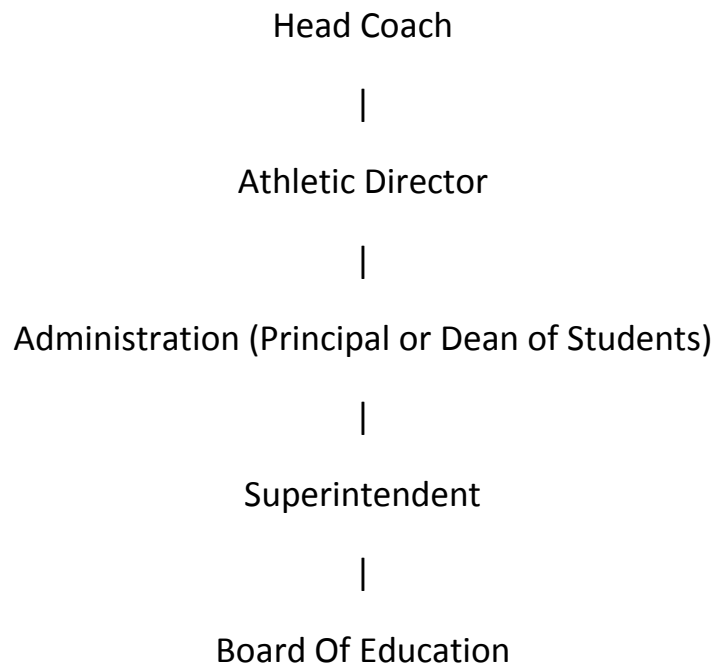 Head Coach
|
Athletic Director
|
Administration (Principal or Dean of Students)
|
Superintendent
|
Board Of Education